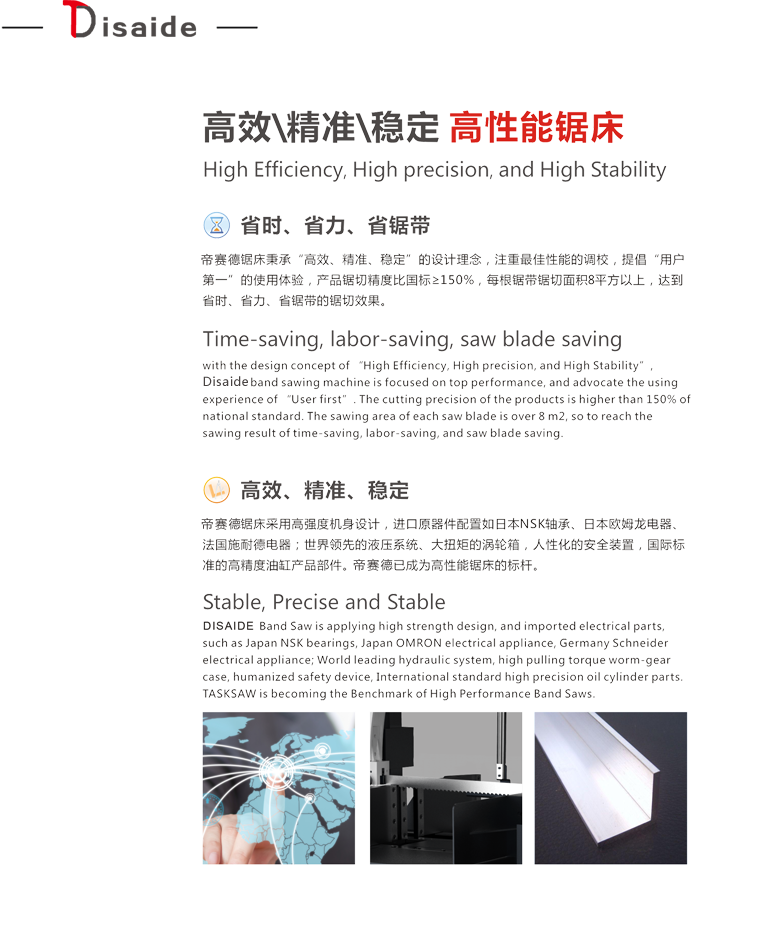 Disaide
高效\精准\稳定 高性能锯床
High Efficiency, High precision, and High Stability
省时、省力、省锯带
帝赛德锯床秉承“高效、精准、稳定”的设计理念，注重最佳性能的调校，提倡“用户
第一”的使用体验，产品锯切精度比国标≥150%，每根锯带锯切面积8平方以上，达到
省时、省力、省锯带的锯切效果。
Time-saving, labor-saving, saw blade saving
with the design concept of “High Efficiency, High precision, and High Stability”,
Disaide band sawing machine is focused on top performance, and advocate the using
experience of “User first”. The cutting precision of the products is higher than 150% of
national standard. The sawing area of each saw blade is over 8 m2, so to reach the
sawing result of time-saving, labor-saving, and saw blade saving.
高效、精准、稳定
帝赛德锯床采用高强度机身设计，进口原器件配置如日本NSK轴承、日本欧姆龙电器、
法国施耐德电器；世界领先的液压系统、大扭矩的涡轮箱，人性化的安全装置，国际标
准的高精度油缸产品部件。帝赛德已成为高性能锯床的标杆。
Stable, Precise and Stable
DISAIDE Band Saw is applying high strength design, and imported electrical parts,
such as Japan NSK bearings, Japan OMRON electrical appliance, Germany Schneider
electrical appliance; World leading hydraulic system, high pulling torque worm-gear
case, humanized safety device, International standard high precision oil cylinder parts.
TASKSAW is becoming the Benchmark of High Performance Band Saws.